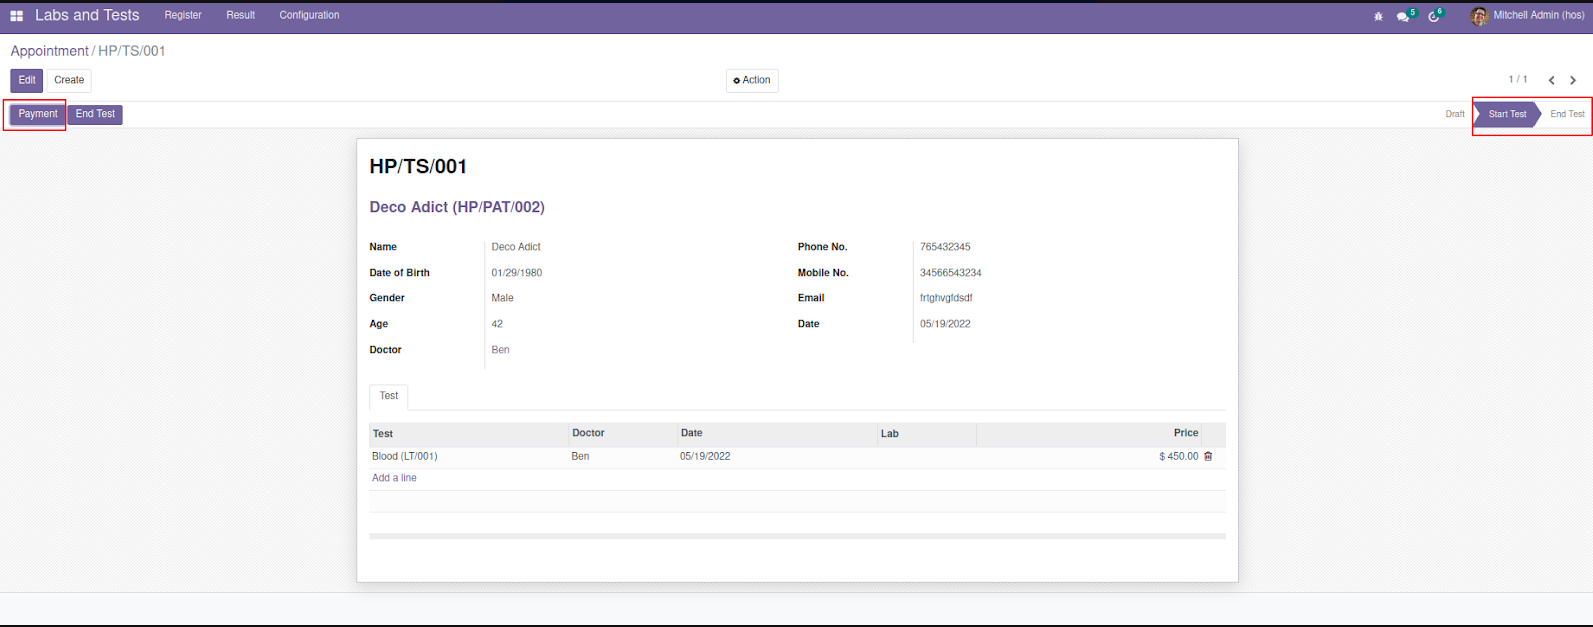 Labs and Tests Register Result Configuration 5 6 Mitchell Admin (hos)
Appointment / HP/TS/001
Edit Create Action 1 / 1
Payment End Test Draft Start Test End Test
HP/TS/001
Deco Adict (HP/PAT/002)
Name Deco Adict Phone No. 765432345
Date of Birth 01/29/1980 Mobile No. 34566543234
Gender Male Email frtghvgfdsdf
Age 42 Date 05/19/2022
Doctor Ben
Test
Test Doctor Date Lab Price
Blood (LT/001) Ben 05/19/2022 $ 450.00
Add a line